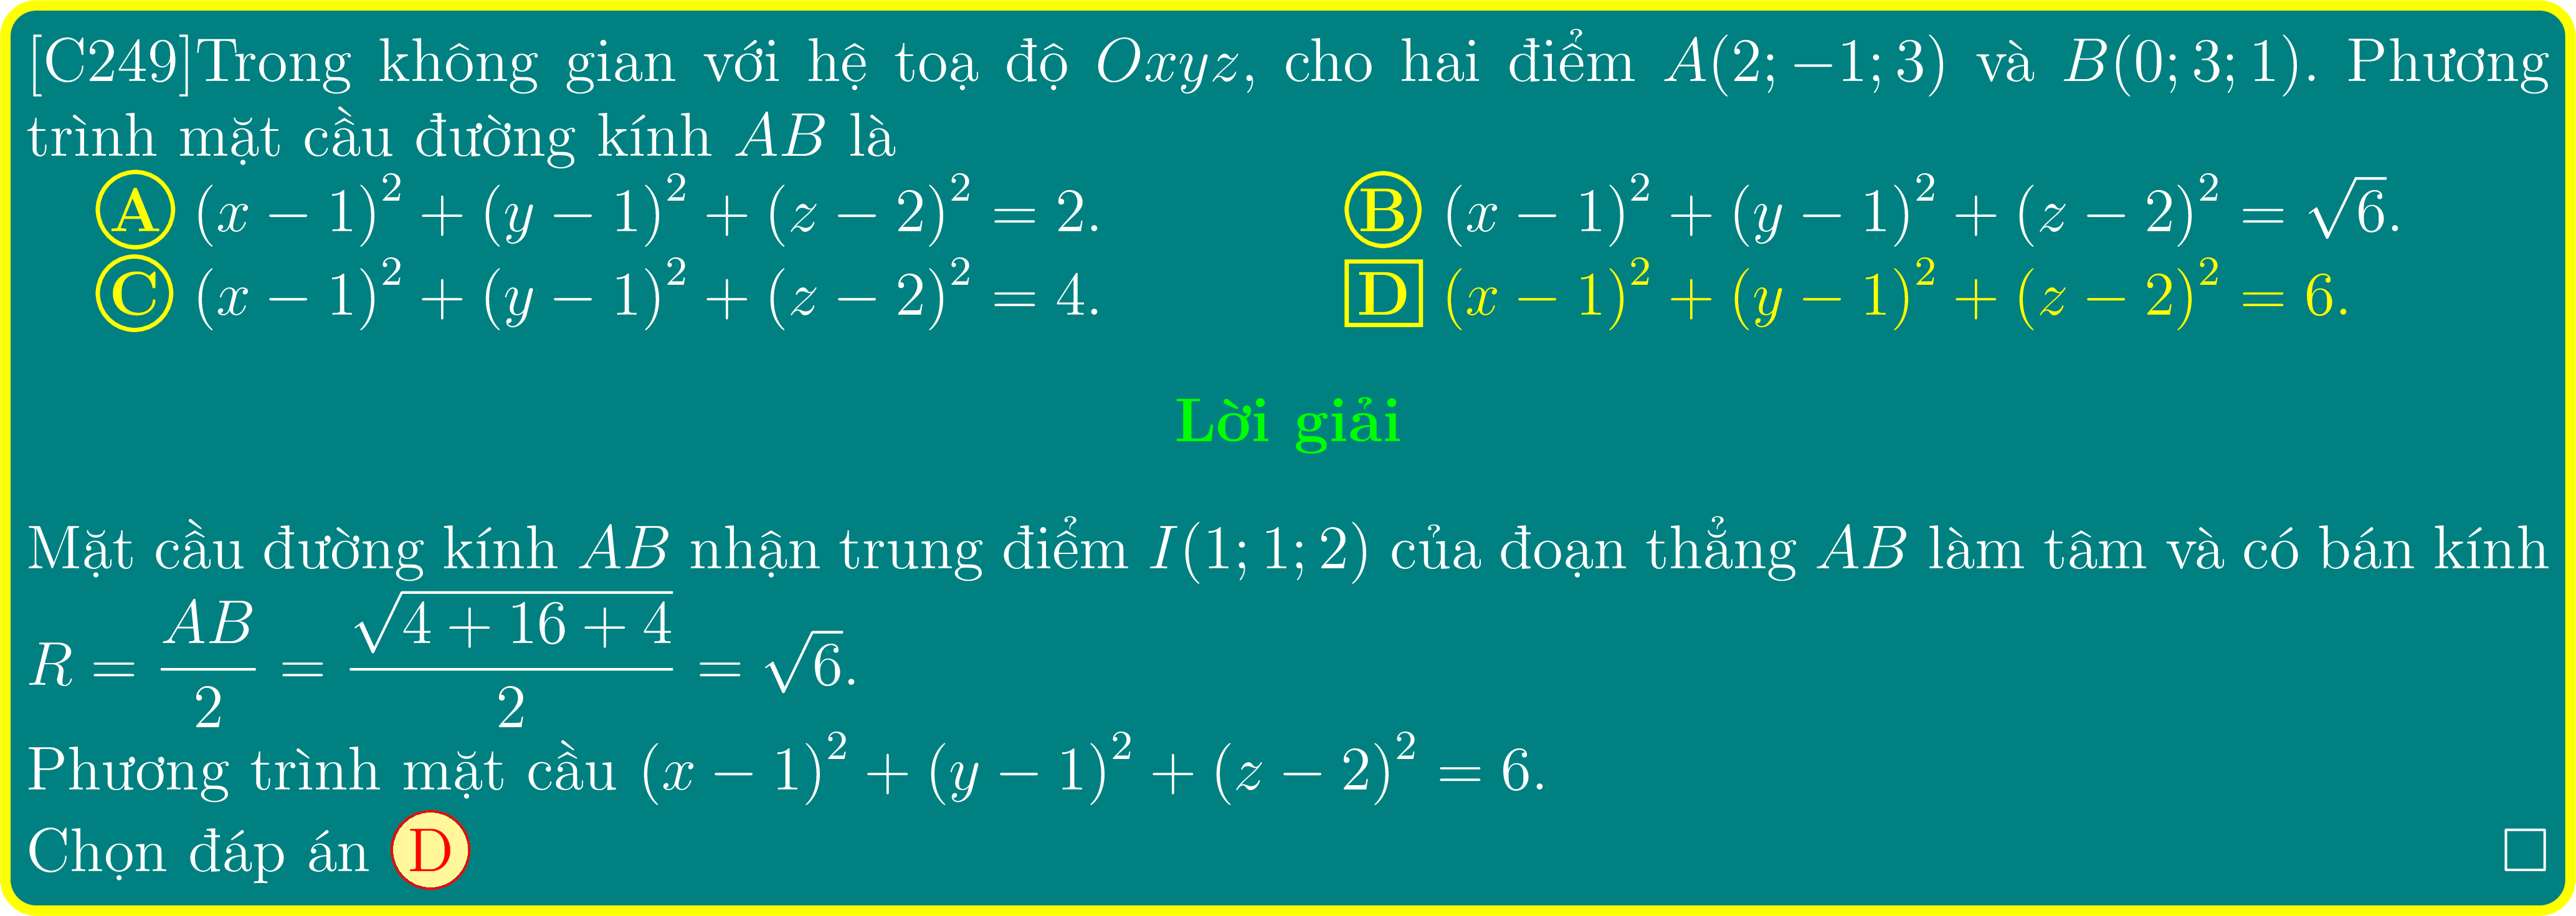 [C249]Trong không gian với hệ toạ độ Oxyz, cho hai điểm A(2; −1; 3) và B(0; 3; 1). Phương
trình mặt cầu đường kính AB là
A (x − 1)² + (y − 1)² + (z − 2)² = 2. B (x − 1)² + (y − 1)² + (z − 2)² = √6.
C (x − 1)² + (y − 1)² + (z − 2)² = 4. D (x − 1)² + (y − 1)² + (z − 2)² = 6.
Lời giải
Mặt cầu đường kính AB nhận trung điểm I(1; 1; 2) của đoạn thẳng AB làm tâm và có bán kính
R = AB/2 = √(4 + 16 + 4)/2 = √6.
Phương trình mặt cầu (x − 1)² + (y − 1)² + (z − 2)² = 6.
Chọn đáp án D □